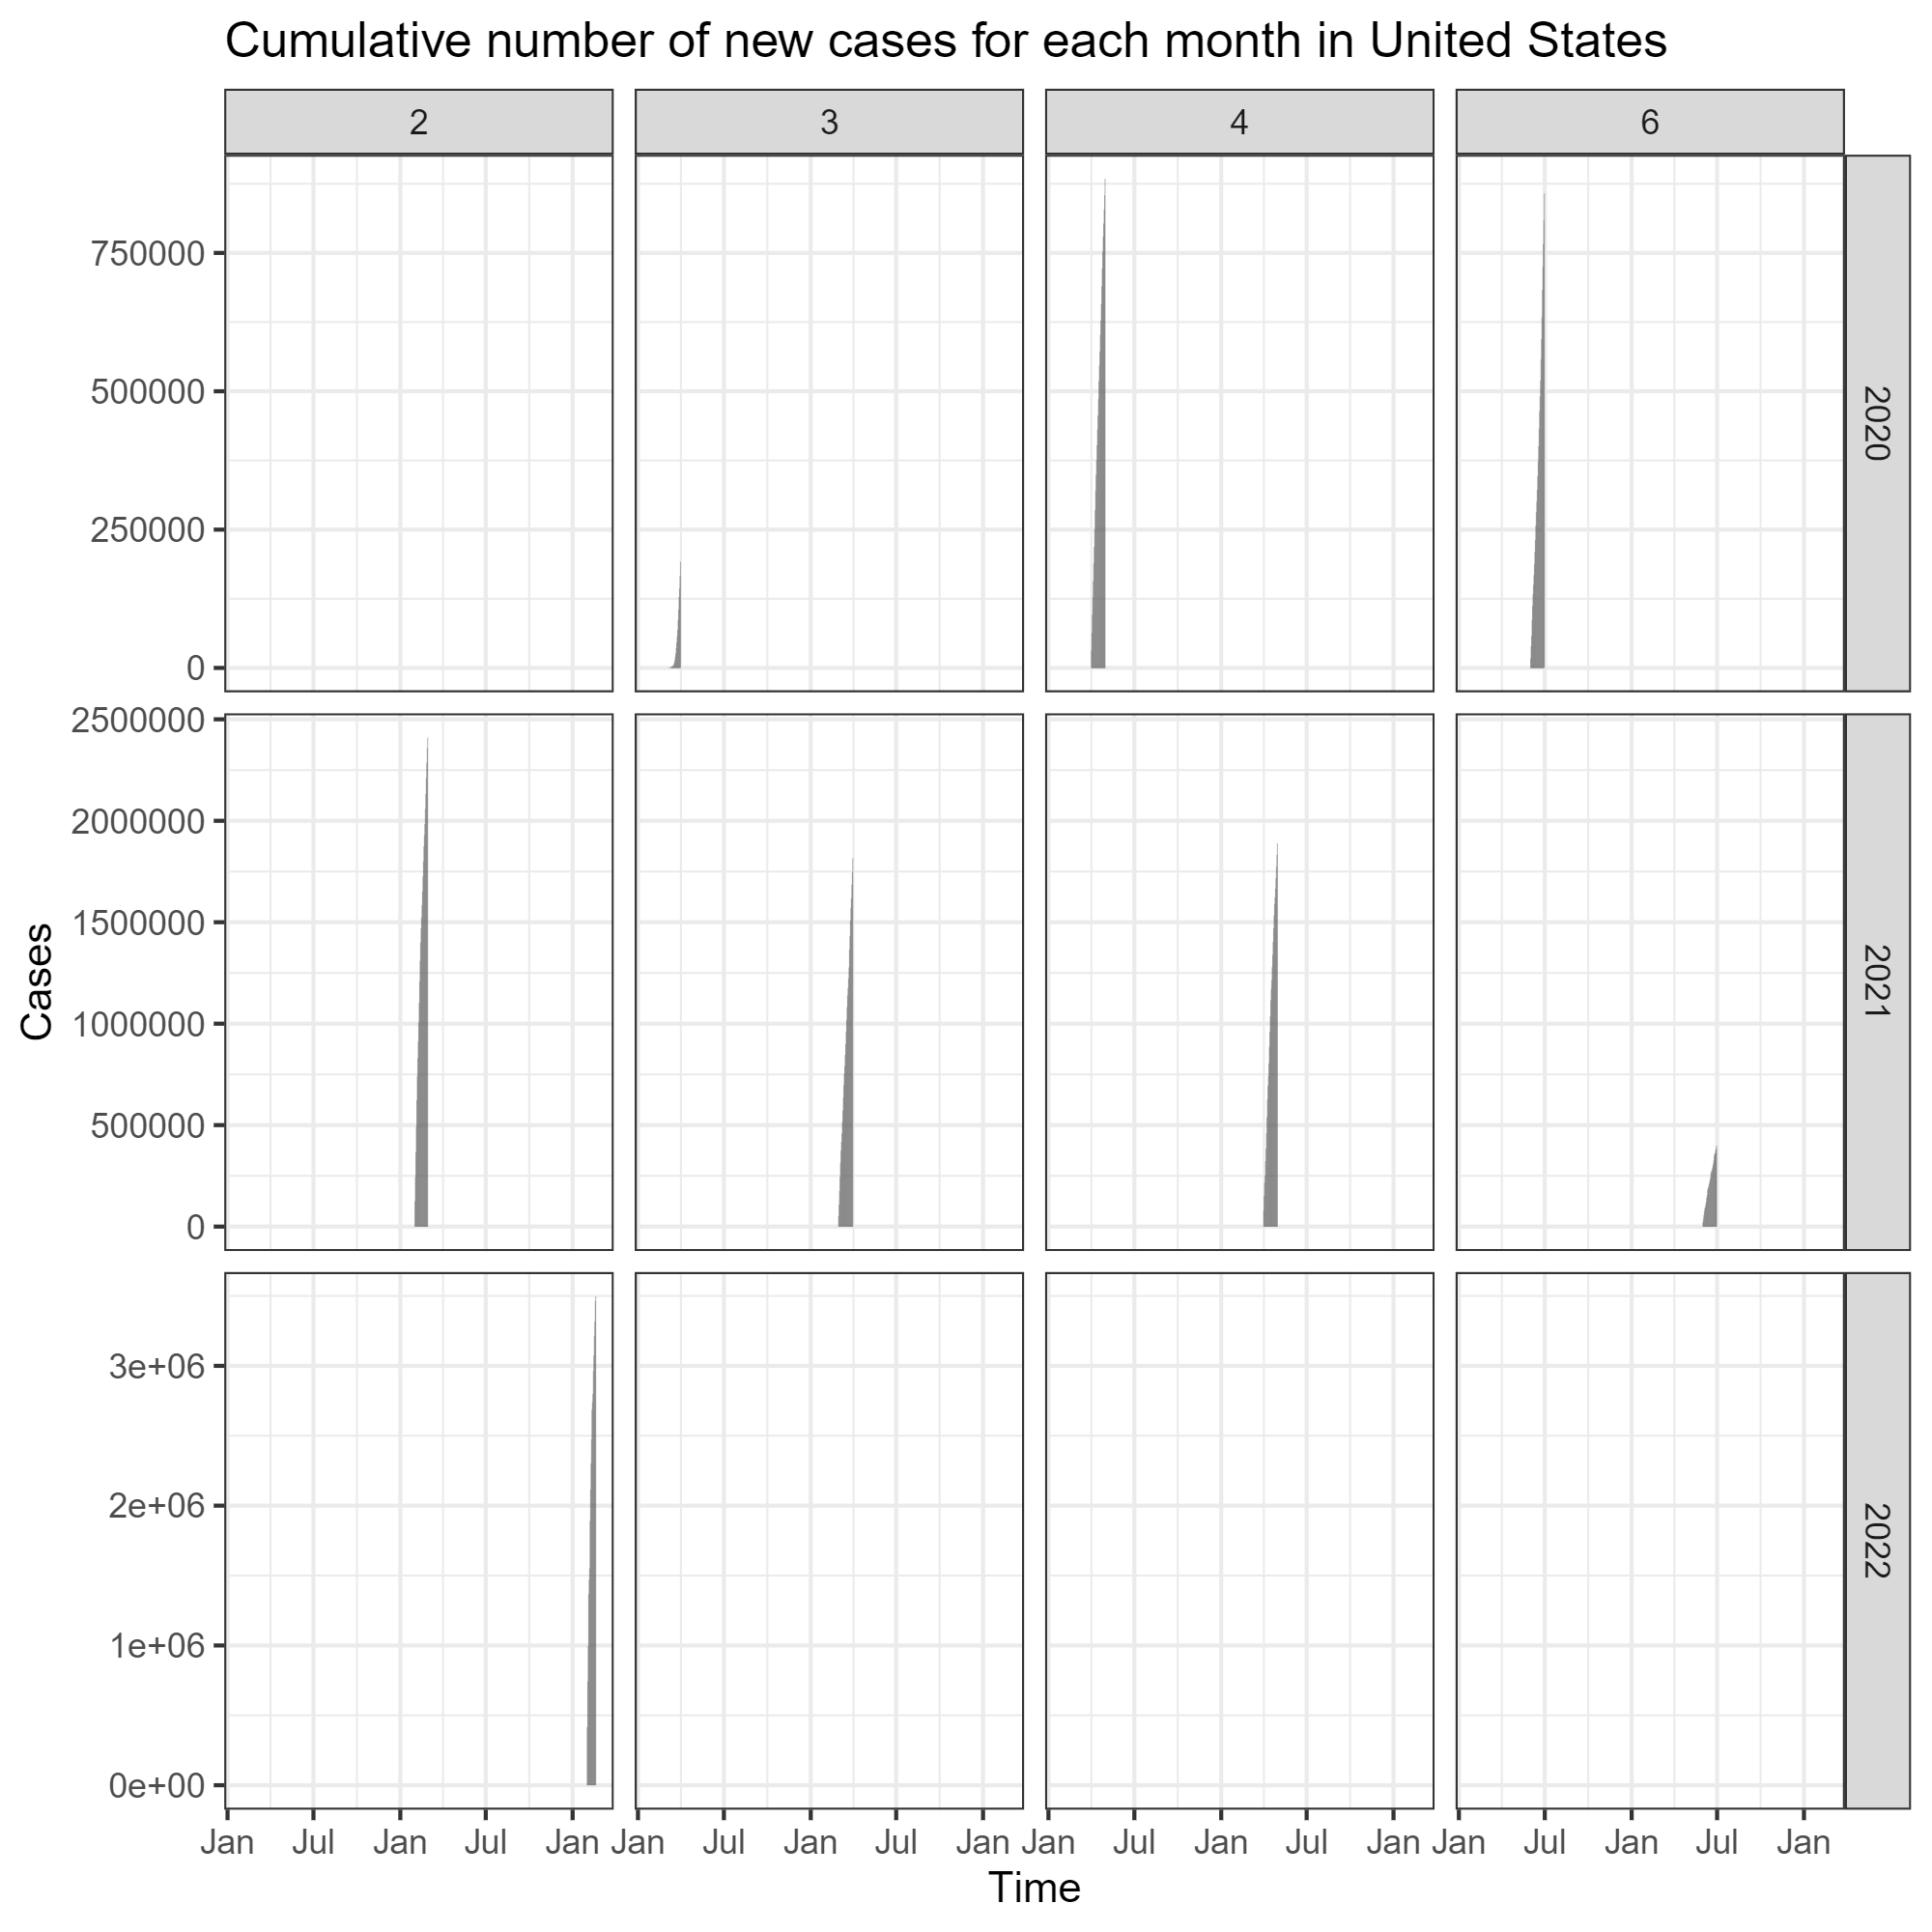 Cumulative number of new cases for each month in United States
2 3 4 6
750000
500000
250000
0
2020
2500000
2000000
1500000
1000000
500000
0
2021
3e+06
2e+06
1e+06
0e+00
2022
Cases
Jan Jul Jan Jul Jan Jan Jul Jan Jul Jan Jan Jul Jan Jul Jan Jan Jul Jan Jul Jan
Time